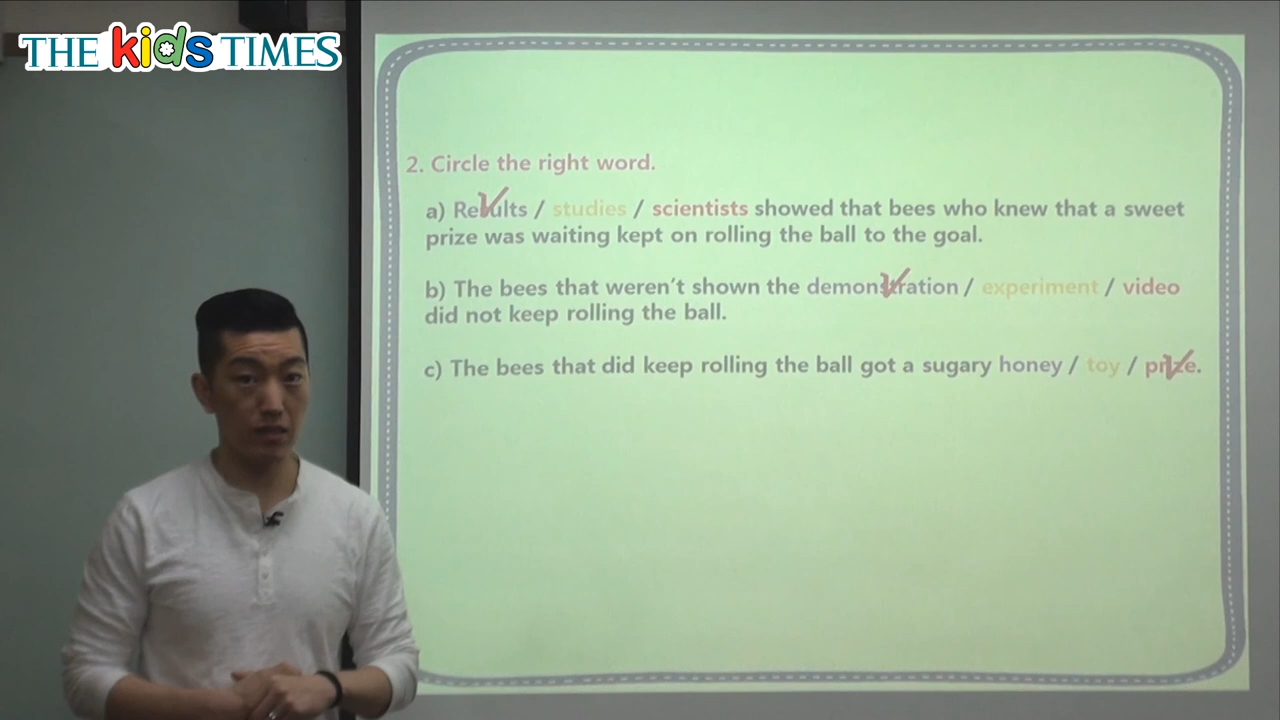 THE kids TIMES
2. Circle the right word.
a) Results / studies / scientists showed that bees who knew that a sweet
prize was waiting kept on rolling the ball to the goal.
b) The bees that weren't shown the demonstration / experiment / video
did not keep rolling the ball.
c) The bees that did keep rolling the ball got a sugary honey / toy / prize.